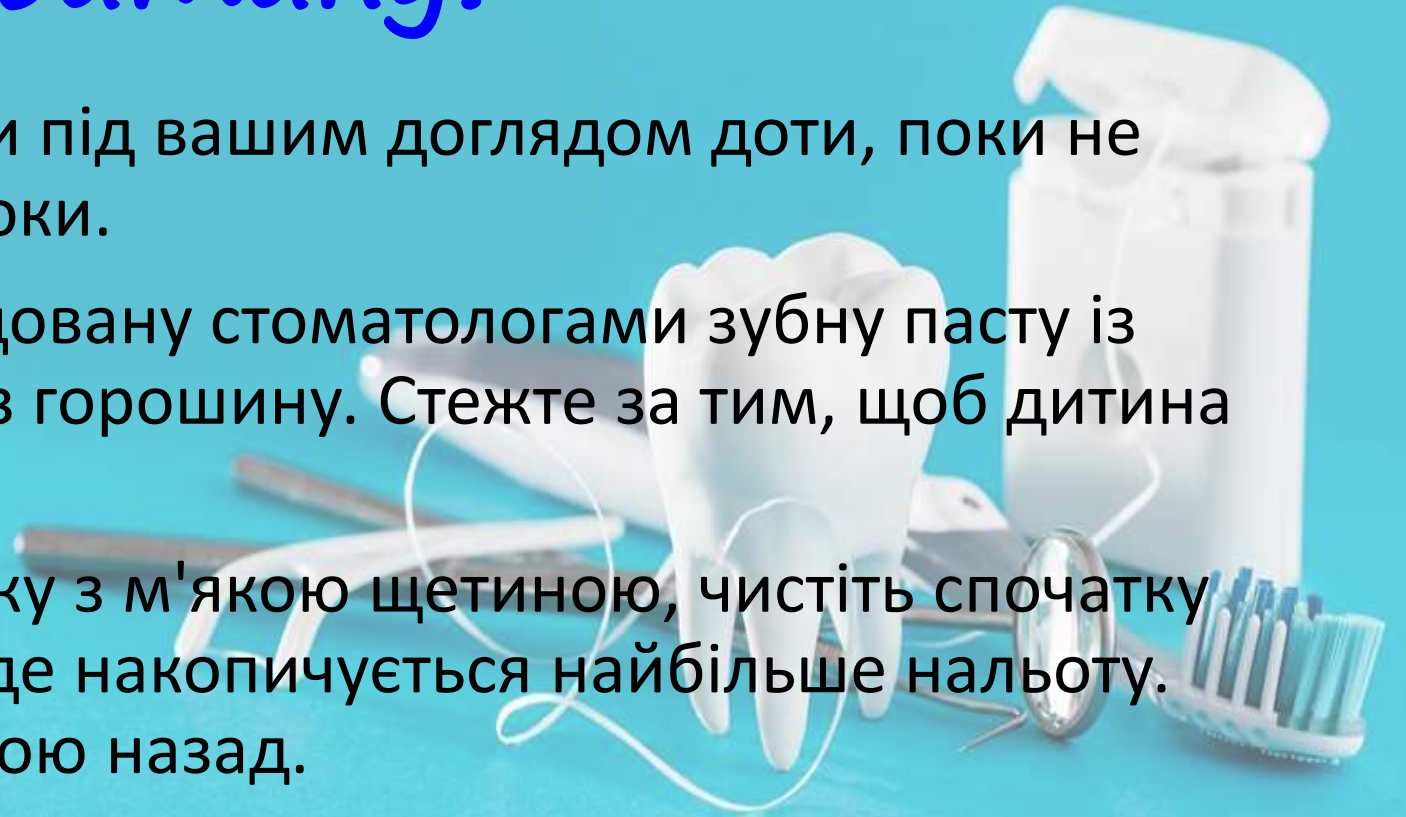 и під вашим доглядом доти, поки не
оки.
довану стоматологами зубну пасту із
з горошину. Стежте за тим, щоб дитина
ку з м'якою щетиною, чистіть спочатку
де накопичується найбільше нальоту.
ою назад.